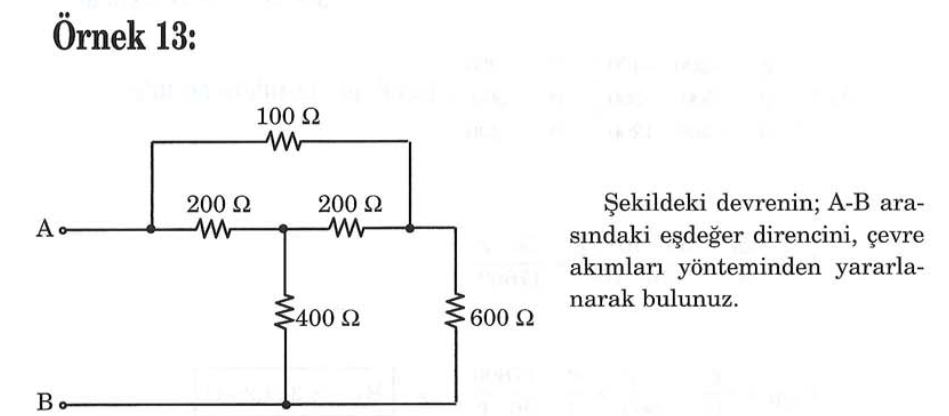 Örnek 13:
100 Ω
200 Ω
200 Ω
A
400 Ω
600 Ω
B
Şekildeki devrenin; A-B ara-
sındaki eşdeğer direncini, çevre
akımları yönteminden yararla-
narak bulunuz.